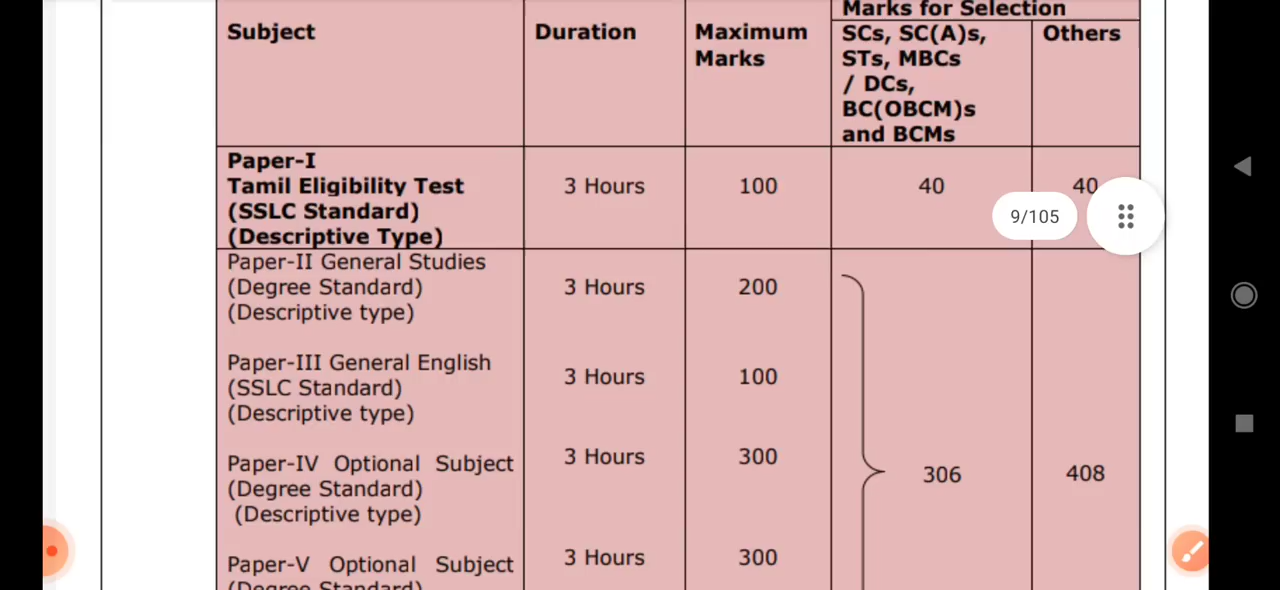 Marks for Selection
Subject
Duration
Maximum
Marks
SCs, SC(A)s,
STs, MBCs
/ DCs,
BC(OBCM)s
and BCMs
Others
Paper-I
Tamil Eligibility Test
(SSLC Standard)
(Descriptive Type)
3 Hours
100
40
40
9/105
Paper-II General Studies
(Degree Standard)
(Descriptive type)
3 Hours
200
Paper-III General English
(SSLC Standard)
(Descriptive type)
3 Hours
100
Paper-IV Optional Subject
(Degree Standard)
(Descriptive type)
3 Hours
300
306
408
Paper-V Optional Subject
(Degree Standard)
3 Hours
300